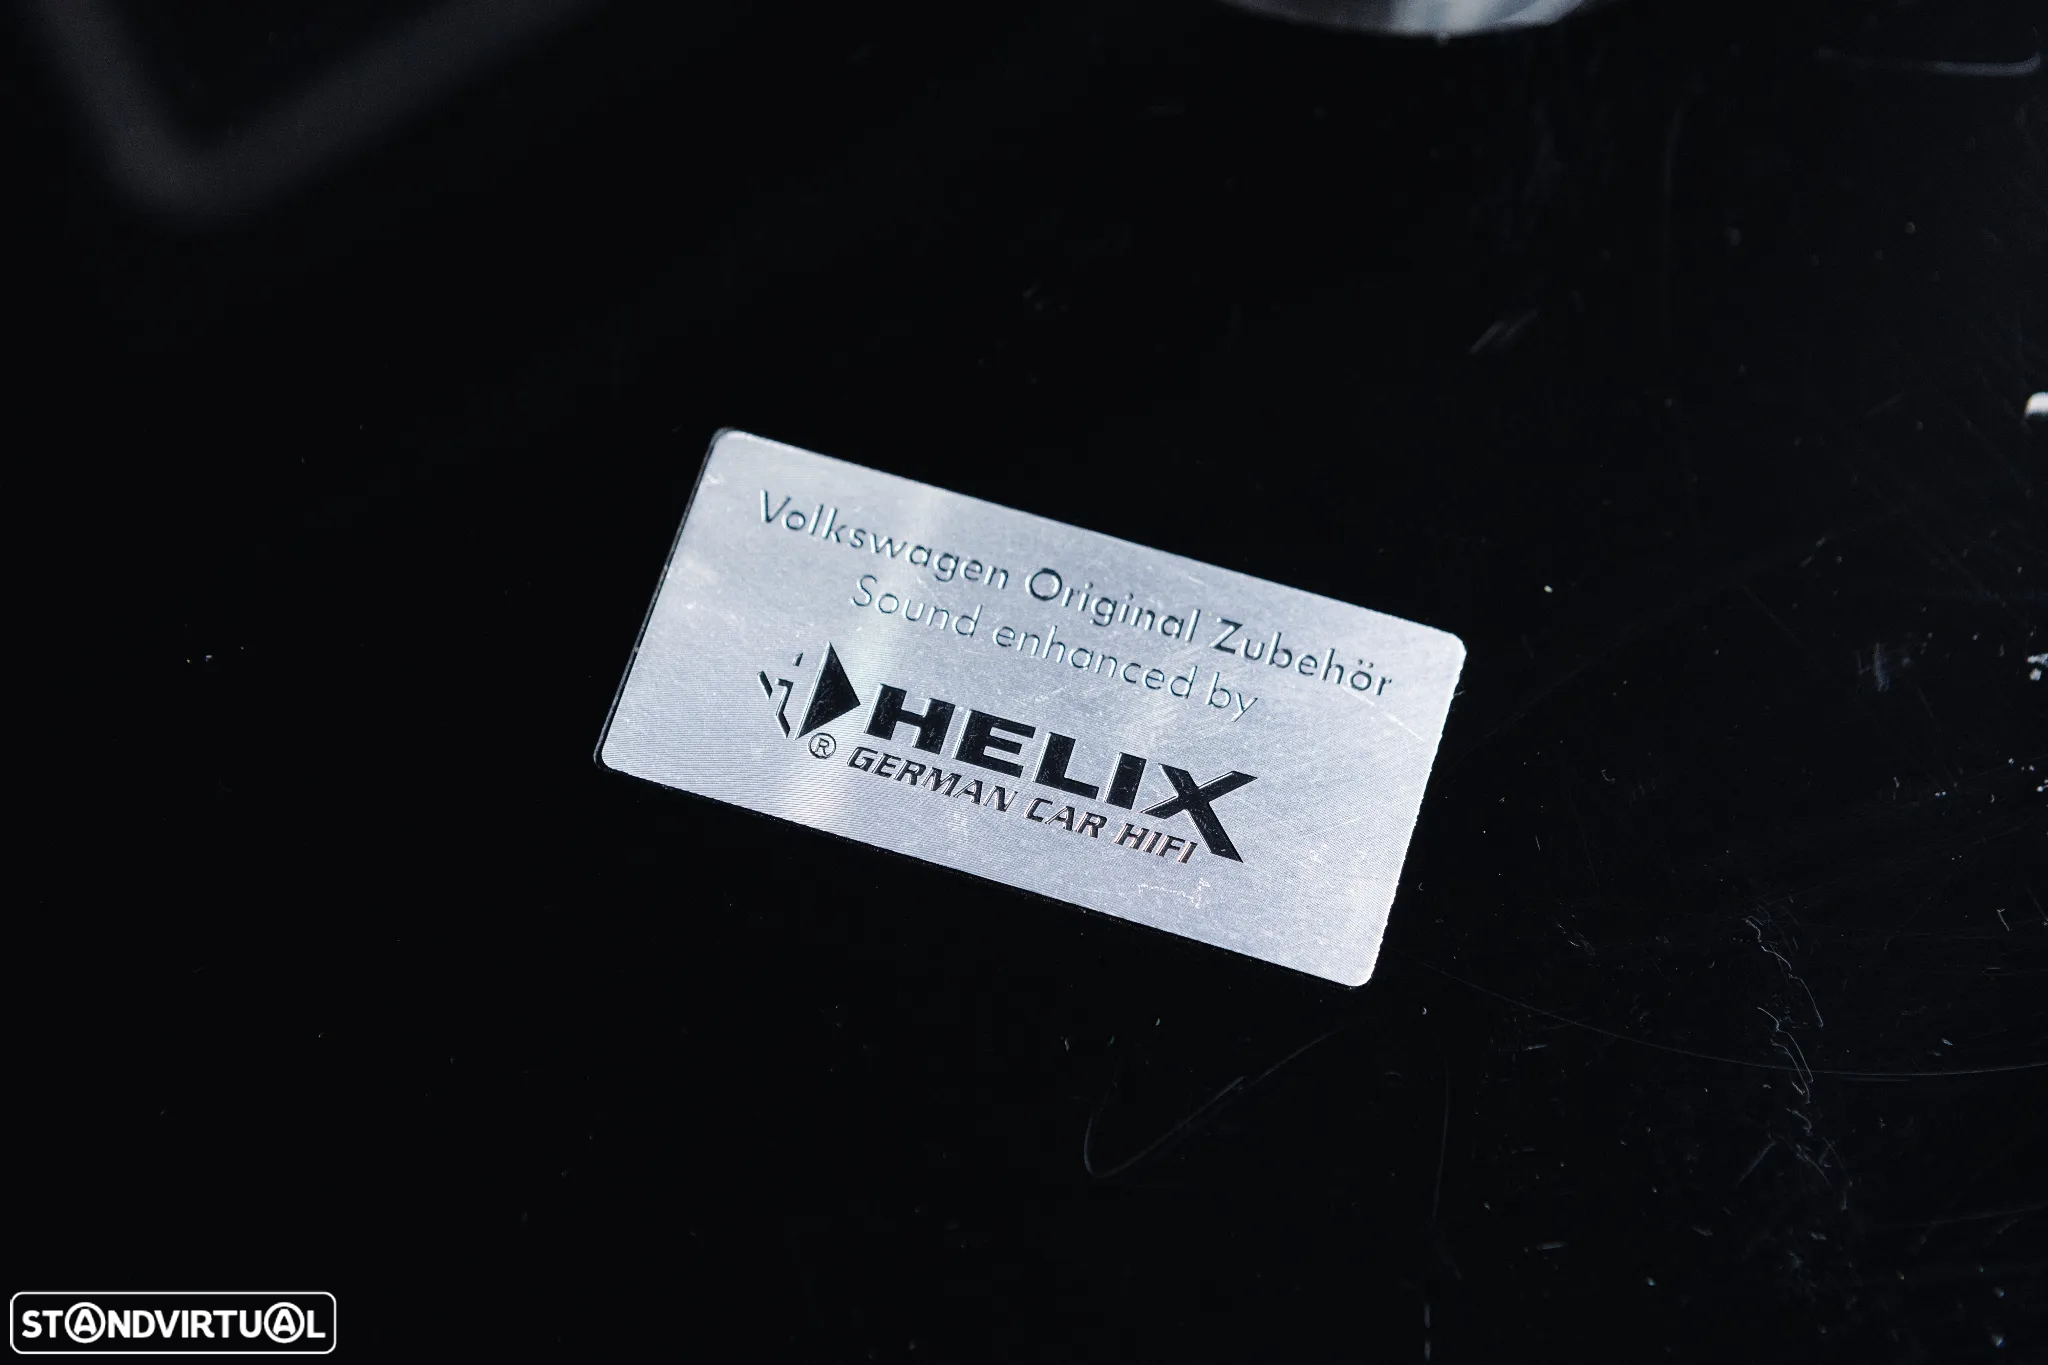 Volkswagen Original Zubehör
Sound enhanced by
HELIX
® GERMAN CAR HIFI
STANDVIRTUAL